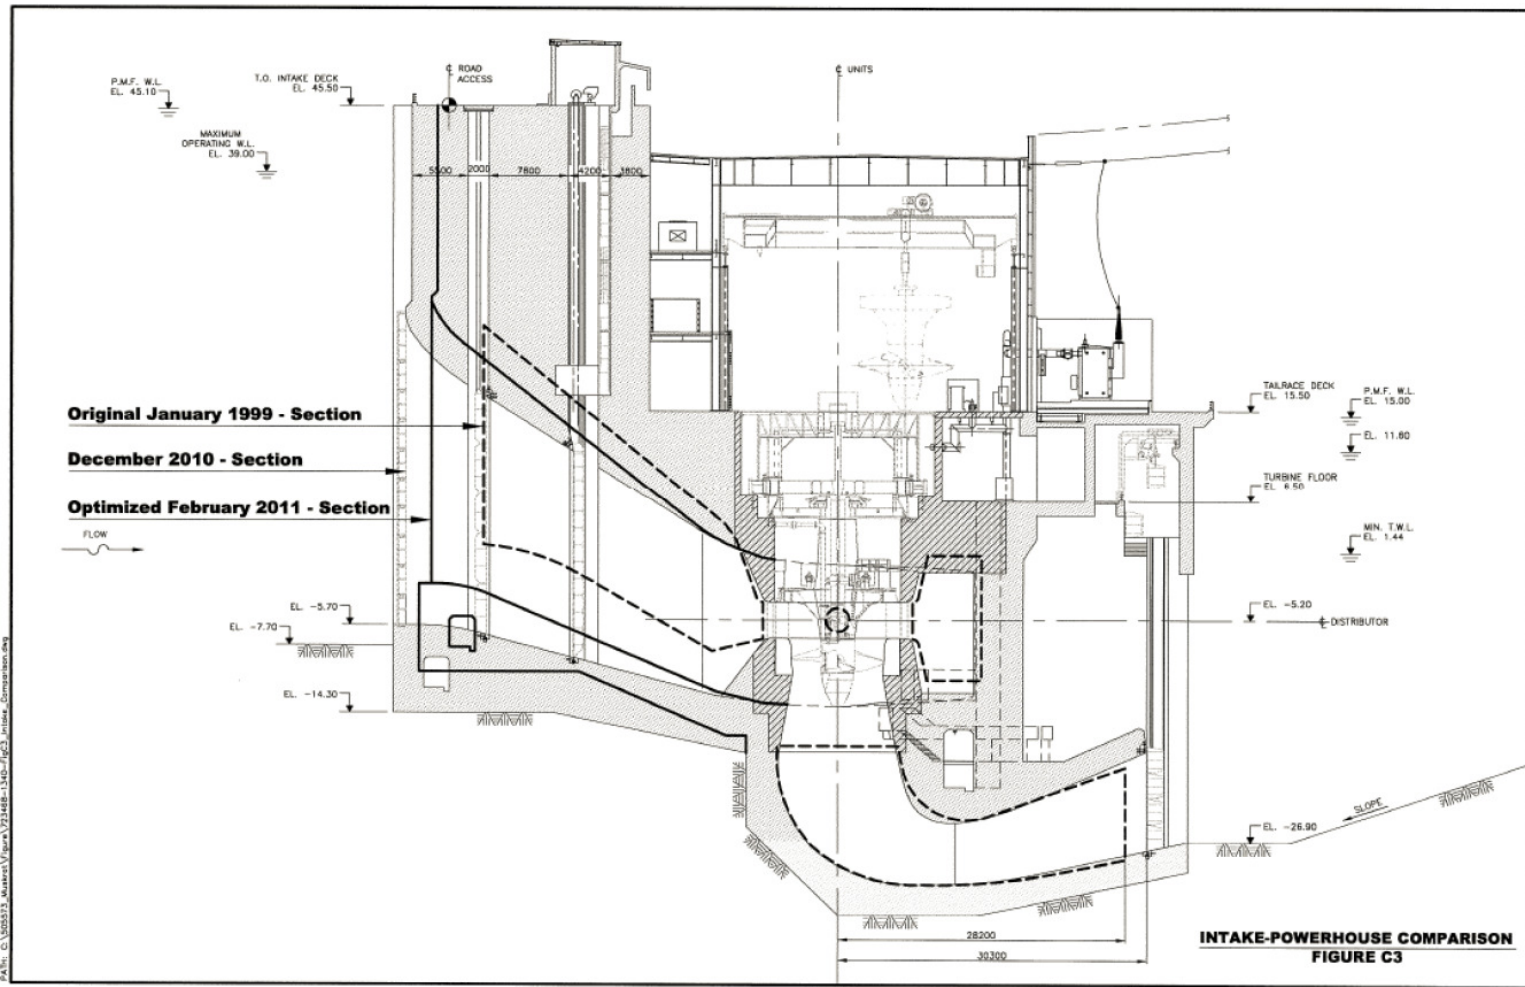 ℄ ROAD
ACCESS
℄ UNITS
P.M.F. W.L.
EL. 45.10
T.O. INTAKE DECK
EL. 45.50
MAXIMUM
OPERATING W.L.
EL. 39.00
5500
2000
7800
4200
3800
Original January 1999 - Section
December 2010 - Section
Optimized February 2011 - Section
FLOW
EL. -5.70
EL. -7.70
EL. -14.30
TAILRACE DECK
EL. 15.50
P.M.F. W.L.
EL. 15.00
EL. 11.80
TURBINE FLOOR
EL. 6.50
MIN. T.W.L.
EL. 1.44
EL. -5.20
℄ DISTRIBUTOR
SLOPE
EL. -26.90
28200
30300
INTAKE-POWERHOUSE COMPARISON
FIGURE C3